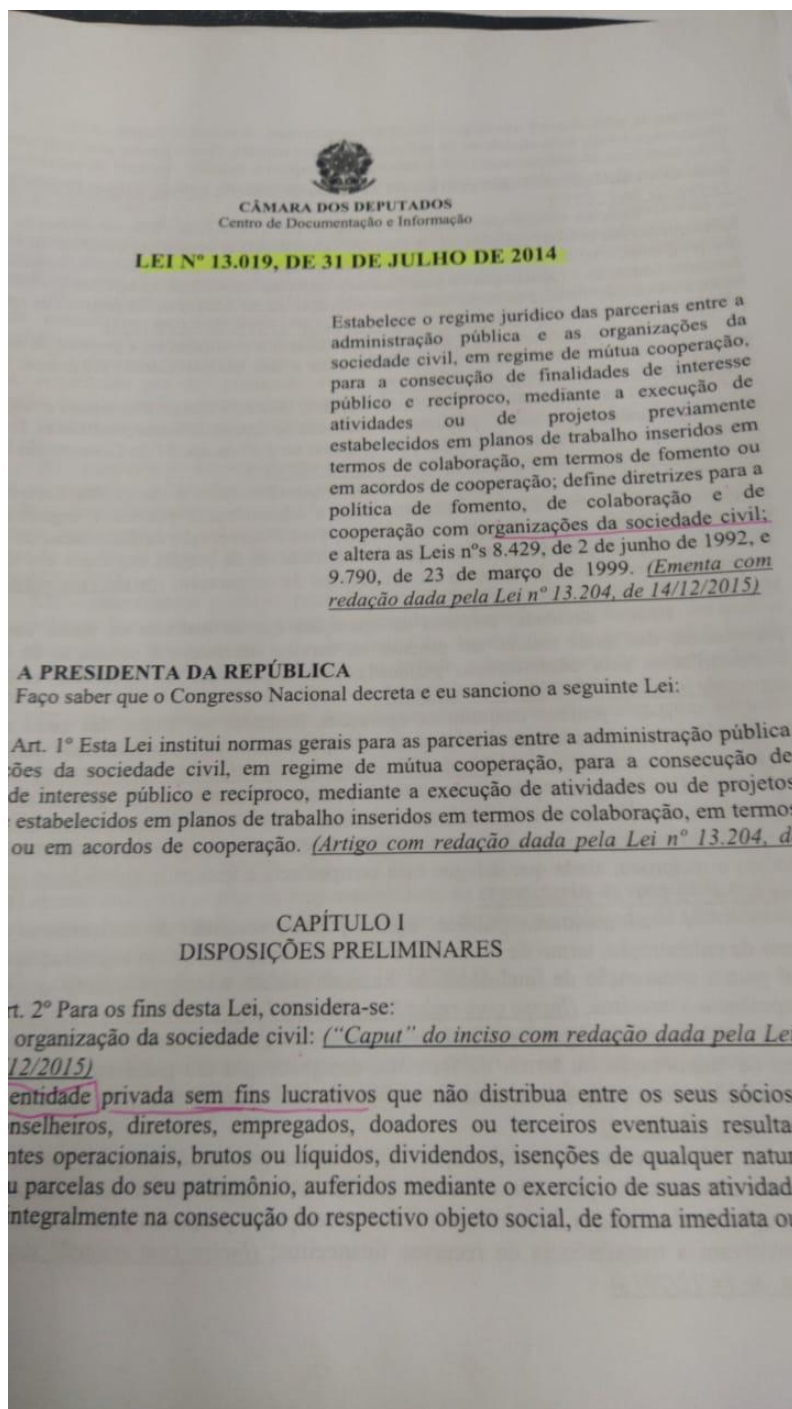 CÂMARA DOS DEPUTADOS
Centro de Documentação e Informação
LEI Nº 13.019, DE 31 DE JULHO DE 2014
Estabelece o regime jurídico das parcerias entre a
administração pública e as organizações da
sociedade civil, em regime de mútua cooperação,
para a consecução de finalidades de interesse
público e recíproco, mediante a execução de
atividades ou de projetos previamente
estabelecidos em planos de trabalho inseridos em
termos de colaboração, em termos de fomento ou
em acordos de cooperação; define diretrizes para a
política de fomento, de colaboração e de
cooperação com organizações da sociedade civil;
e altera as Leis nºs 8.429, de 2 de junho de 1992, e
9.790, de 23 de março de 1999. (Ementa com
redação dada pela Lei nº 13.204, de 14/12/2015)
A PRESIDENTA DA REPÚBLICA
Faço saber que o Congresso Nacional decreta e eu sanciono a seguinte Lei:
Art. 1º Esta Lei institui normas gerais para as parcerias entre a administração pública
ções da sociedade civil, em regime de mútua cooperação, para a consecução de
de interesse público e recíproco, mediante a execução de atividades ou de projetos
estabelecidos em planos de trabalho inseridos em termos de colaboração, em termos
ou em acordos de cooperação. (Artigo com redação dada pela Lei nº 13.204, d
CAPÍTULO I
DISPOSIÇÕES PRELIMINARES
rt. 2º Para os fins desta Lei, considera-se:
organização da sociedade civil: ("Caput" do inciso com redação dada pela Lei
/12/2015)
entidade privada sem fins lucrativos que não distribua entre os seus sócios
nselheiros, diretores, empregados, doadores ou terceiros eventuais resulta
ntes operacionais, brutos ou líquidos, dividendos, isenções de qualquer natur
u parcelas do seu patrimônio, auferidos mediante o exercício de suas atividad
integralmente na consecução do respectivo objeto social, de forma imediata ou